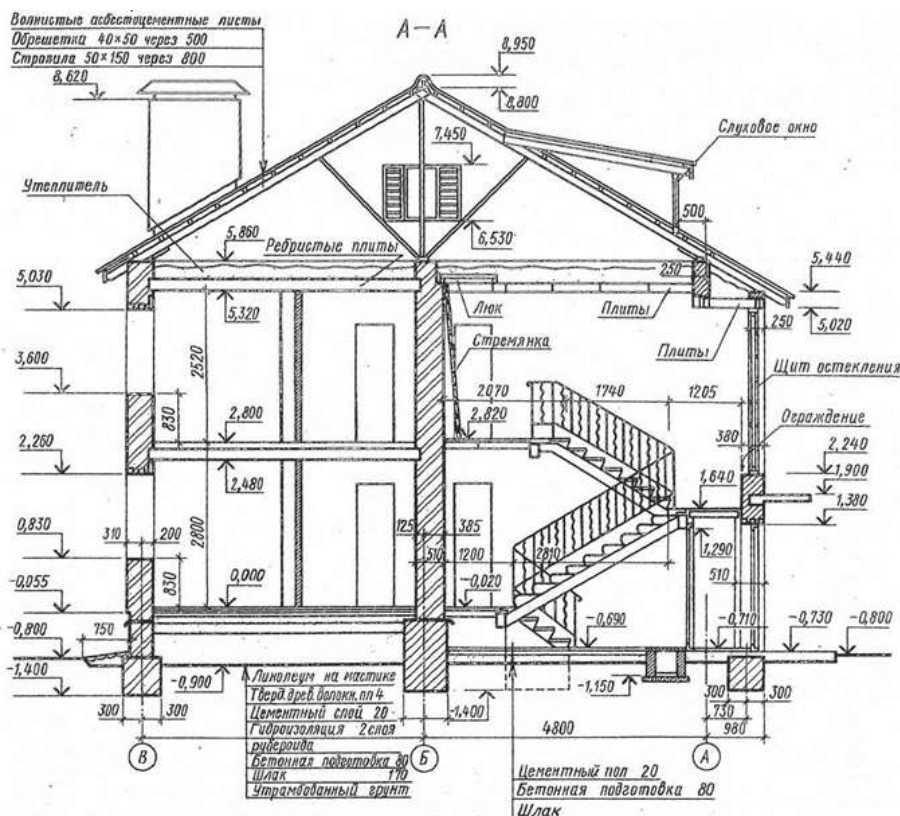 Волнистые асбестоцементные листы
Обрешетка 40×50 через 500
Стропила 50×150 через 800
А–А
8,950
8,800
8,620
7,450
Слуховое окно
Утеплитель
500
6,530
5,860
Ребристые плиты
250
5,440
5,030
5,320
Люк
Плиты
5,020
250
Стремянка
Плиты
3,600
2520
Щит остекления
2070
1740
1205
830
2,800
2,820
Ограждение
380
2,260
2,240
2,480
1,640
1,900
1,380
0,830
310
200
2800
125
385
1,290
510
1200
2810
510
-0,055
830
0,000
-0,020
-0,800
750
-0,690
-0,710
-0,730
-0,800
-1,400
-0,900
-1,150
-1,400
300
300
300
300
730
980
4800
В
Б
А
Линолеум на мастике
Тверд. древ. волокн. пл 4
Цементный слой 20
Гидроизоляция 2 слоя
рубероида
Бетонная подготовка 80
Шлак 170
Утрамбованный грунт
Цементный пол 20
Бетонная подготовка 80
Шлак